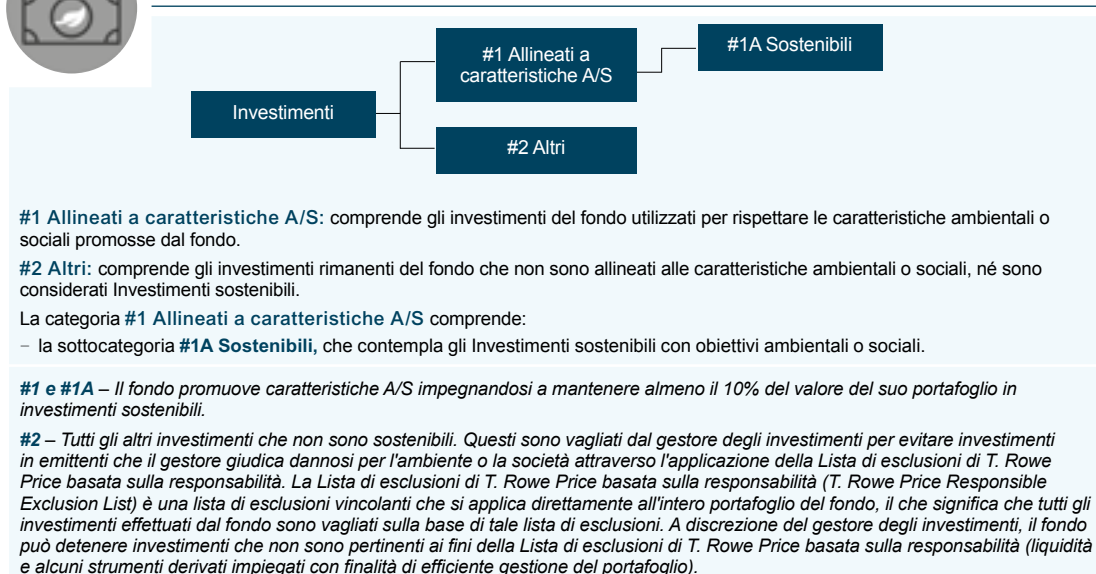 #1 Allineati a
caratteristiche A/S
#1A Sostenibili
Investimenti
#2 Altri
#1 Allineati a caratteristiche A/S: comprende gli investimenti del fondo utilizzati per rispettare le caratteristiche ambientali o
sociali promosse dal fondo.
#2 Altri: comprende gli investimenti rimanenti del fondo che non sono allineati alle caratteristiche ambientali o sociali, né sono
considerati Investimenti sostenibili.
La categoria #1 Allineati a caratteristiche A/S comprende:
– la sottocategoria #1A Sostenibili, che contempla gli Investimenti sostenibili con obiettivi ambientali o sociali.
#1 e #1A – Il fondo promuove caratteristiche A/S impegnandosi a mantenere almeno il 10% del valore del suo portafoglio in
investimenti sostenibili.
#2 – Tutti gli altri investimenti che non sono sostenibili. Questi sono vagliati dal gestore degli investimenti per evitare investimenti
in emittenti che il gestore giudica dannosi per l'ambiente o la società attraverso l'applicazione della Lista di esclusioni di T. Rowe
Price basata sulla responsabilità. La Lista di esclusioni di T. Rowe Price basata sulla responsabilità (T. Rowe Price Responsible
Exclusion List) è una lista di esclusioni vincolanti che si applica direttamente all'intero portafoglio del fondo, il che significa che tutti gli
investimenti effettuati dal fondo sono vagliati sulla base di tale lista di esclusioni. A discrezione del gestore degli investimenti, il fondo
può detenere investimenti che non sono pertinenti ai fini della Lista di esclusioni di T. Rowe Price basata sulla responsabilità (liquidità
e alcuni strumenti derivati impiegati con finalità di efficiente gestione del portafoglio).